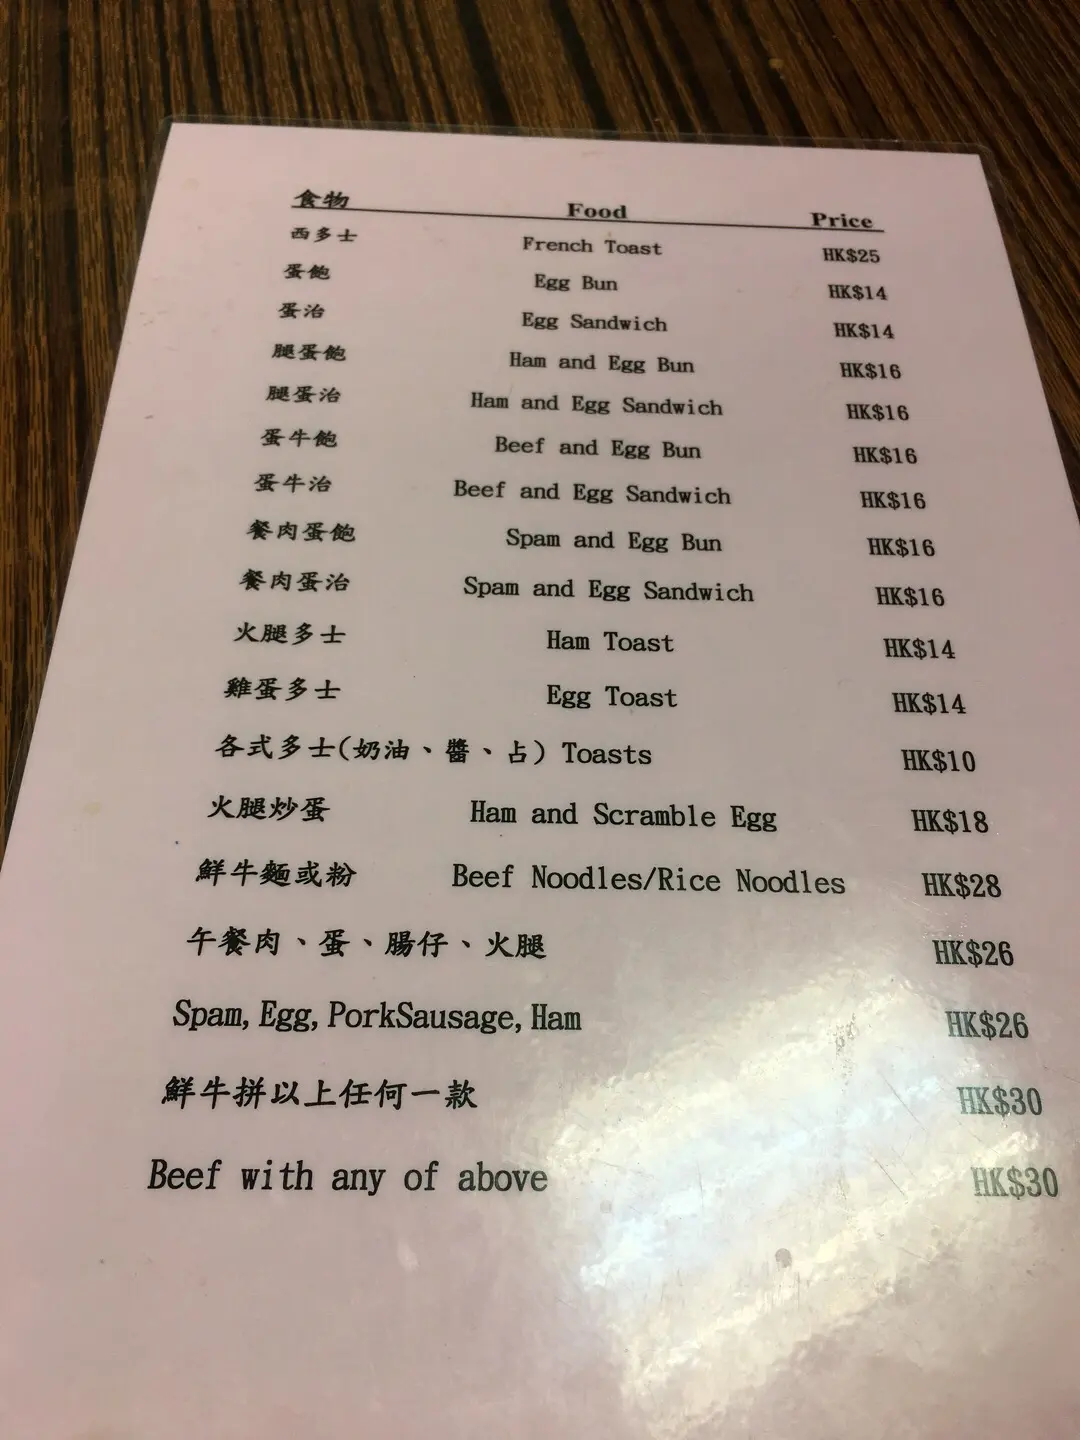 食物 Food Price
西多士 French Toast HK$25
蛋飽 Egg Bun HK$14
蛋治 Egg Sandwich HK$14
腿蛋飽 Ham and Egg Bun HK$16
腿蛋治 Ham and Egg Sandwich HK$16
蛋牛飽 Beef and Egg Bun HK$16
蛋牛治 Beef and Egg Sandwich HK$16
餐肉蛋飽 Spam and Egg Bun HK$16
餐肉蛋治 Spam and Egg Sandwich HK$16
火腿多士 Ham Toast HK$14
雞蛋多士 Egg Toast HK$14
各式多士(奶油、醬、占) Toasts HK$10
火腿炒蛋 Ham and Scramble Egg HK$18
鮮牛麵或粉 Beef Noodles/Rice Noodles HK$28
午餐肉、蛋、腸仔、火腿 HK$26
Spam, Egg, PorkSausage, Ham HK$26
鮮牛拼以上任何一款 HK$30
Beef with any of above HK$30